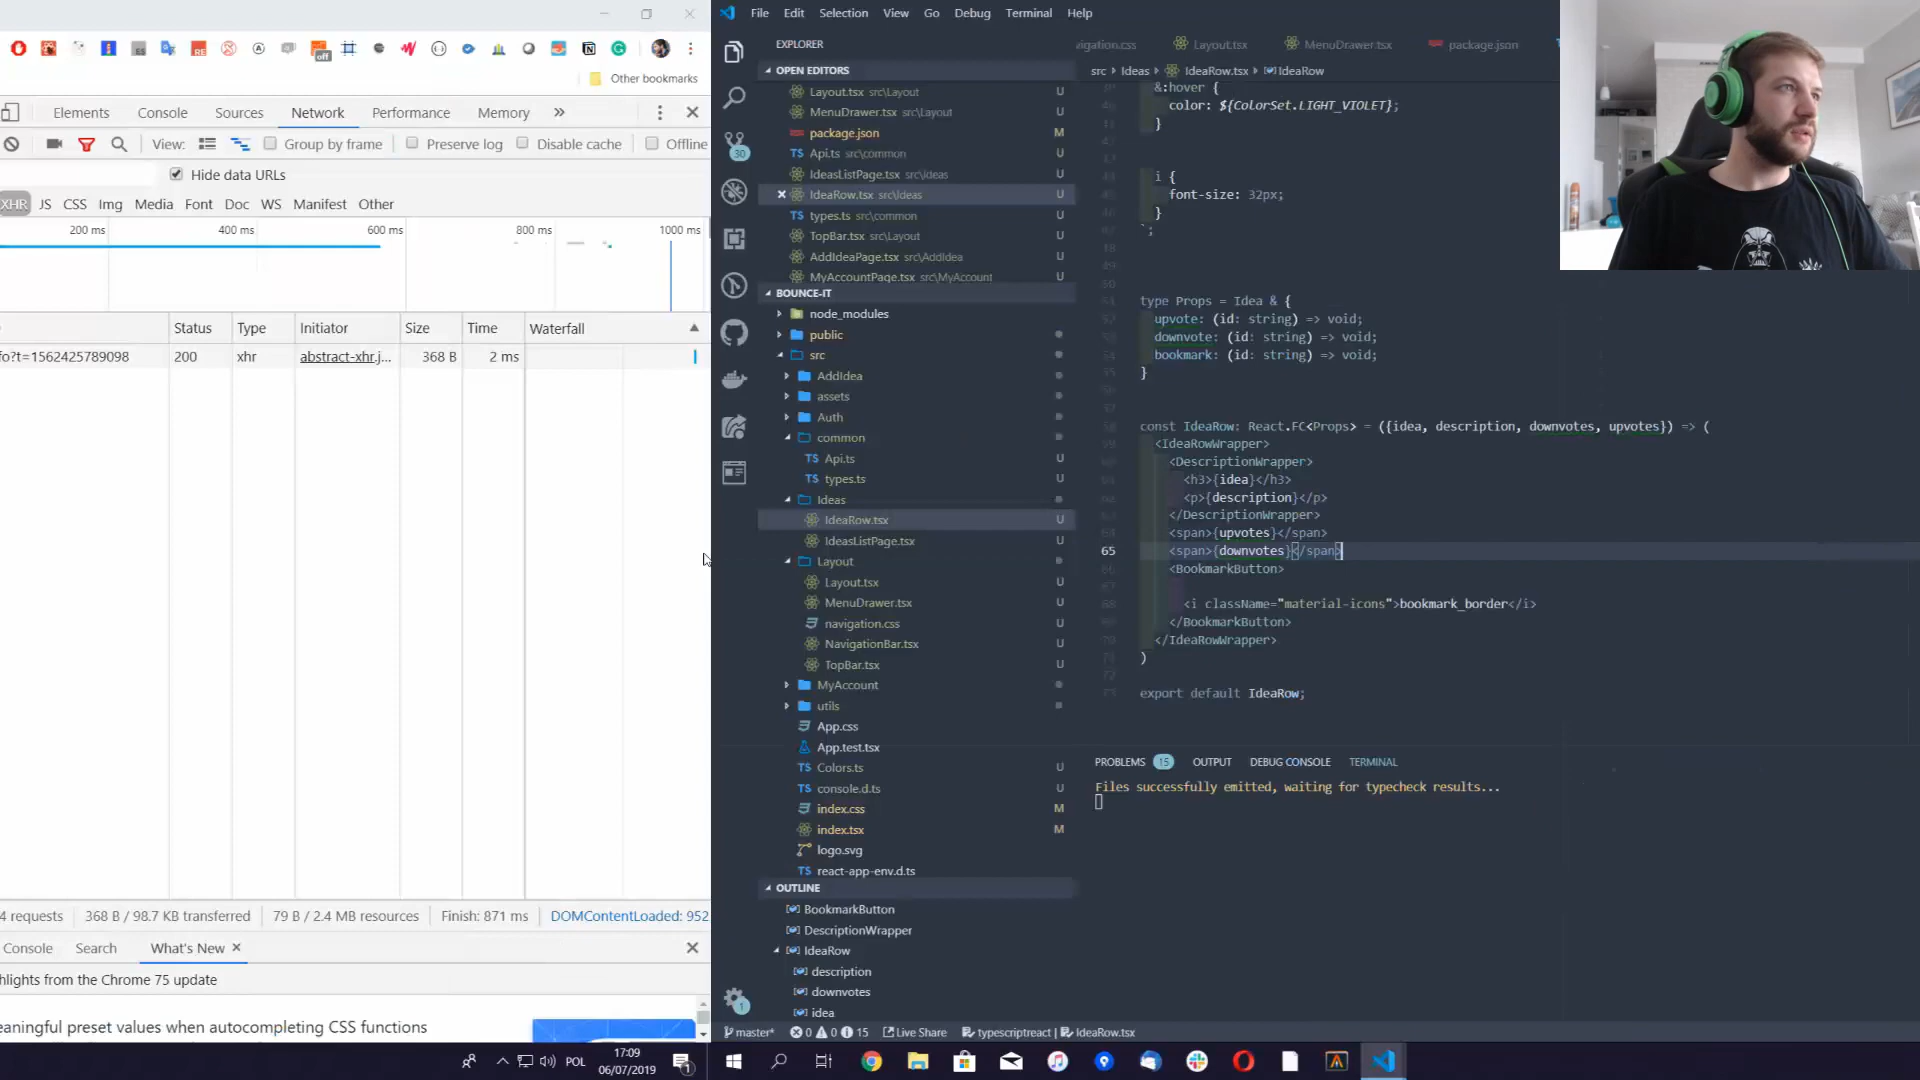 Other bookmarks
Elements
Console
Sources
Network
Performance
Memory
View:
Group by frame
Preserve log
Disable cache
Offline
Hide data URLs
XHR
JS
CSS
Img
Media
Font
Doc
WS
Manifest
Other
200 ms
400 ms
600 ms
800 ms
1000 ms
Status
Type
Initiator
Size
Time
Waterfall
fo?t=1562425789098
200
xhr
abstract-xhr.j...
368 B
2 ms
4 requests
368 B / 98.7 KB transferred
79 B / 2.4 MB resources
Finish: 871 ms
DOMContentLoaded: 952
Console
Search
What's New
hlights from the Chrome 75 update
eaningful preset values when autocompleting CSS functions
File Edit Selection View Go Debug Terminal Help
EXPLORER
OPEN EDITORS
Layout.tsx src\Layout U
MenuDrawer.tsx src\Layout U
package.json M
TS Api.ts src\common U
IdeasListPage.tsx src\Ideas U
IdeaRow.tsx src\Ideas U
TS types.ts src\common U
TopBar.tsx src\Layout U
AddIdeaPage.tsx src\AddIdea U
MyAccountPage.tsx src\MyAccount U
BOUNCE-IT
node_modules
public
src
AddIdea
assets
Auth
common
TS Api.ts U
TS types.ts U
Ideas
IdeaRow.tsx U
IdeasListPage.tsx U
Layout
Layout.tsx U
MenuDrawer.tsx U
navigation.css U
NavigationBar.tsx U
TopBar.tsx U
MyAccount
utils
App.css
App.test.tsx
TS Colors.ts U
TS console.d.ts U
index.css M
index.tsx M
logo.svg
TS react-app-env.d.ts
OUTLINE
BookmarkButton
DescriptionWrapper
IdeaRow
description
downvotes
idea
igation.css
Layout.tsx
MenuDrawer.tsx
package.json
src › Ideas › IdeaRow.tsx › IdeaRow
&:hover {
color: ${ColorSet.LIGHT_VIOLET};
}
i {
font-size: 32px;
}
`;
type Props = Idea & {
upvote: (id: string) => void;
downvote: (id: string) => void;
bookmark: (id: string) => void;
}
const IdeaRow: React.FC<Props> = ({idea, description, downvotes, upvotes}) => (
<IdeaRowWrapper>
<DescriptionWrapper>
<h3>{idea}</h3>
<p>{description}</p>
</DescriptionWrapper>
<span>{upvotes}</span>
65 <span>{downvotes}</span>
<BookmarkButton>
<i className="material-icons">bookmark_border</i>
</BookmarkButton>
</IdeaRowWrapper>
)
export default IdeaRow;
PROBLEMS 15 OUTPUT DEBUG CONSOLE TERMINAL
Files successfully emitted, waiting for typecheck results...
master* 0 0 15 Live Share typescriptreact | IdeaRow.tsx
POL
17:09
06/07/2019
30
1
off